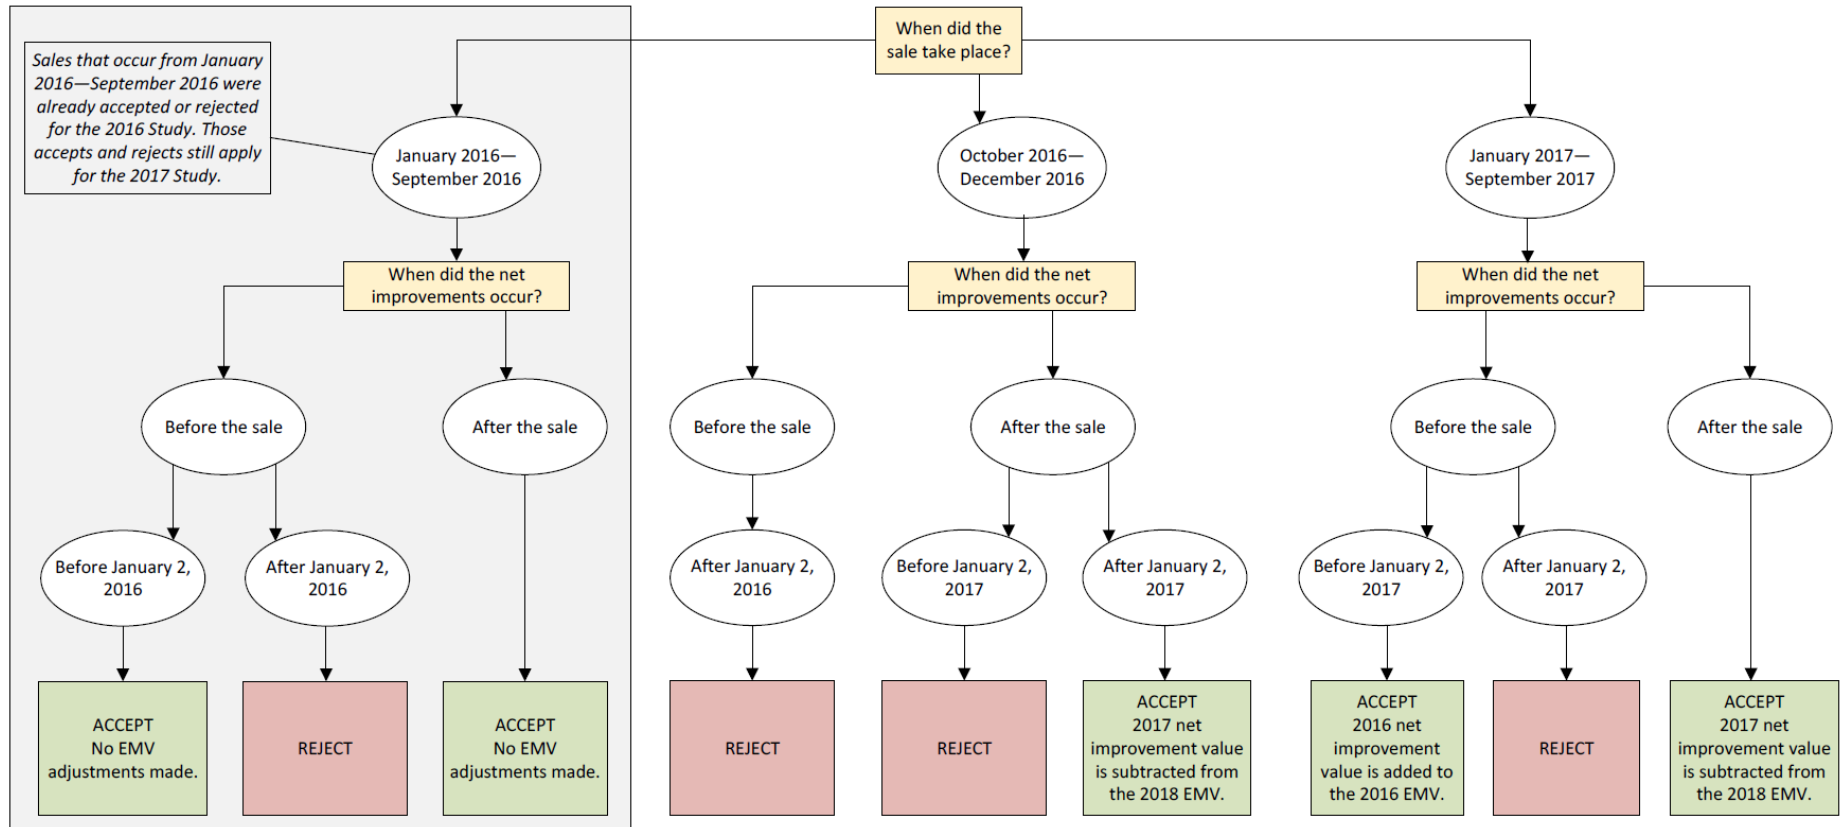 When did the
sale take place?
Sales that occur from January
2016—September 2016 were
already accepted or rejected
for the 2016 Study. Those
accepts and rejects still apply
for the 2017 Study.
January 2016—
September 2016
October 2016—
December 2016
January 2017—
September 2017
When did the net
improvements occur?
When did the net
improvements occur?
When did the net
improvements occur?
Before the sale
After the sale
Before the sale
After the sale
Before the sale
After the sale
Before January 2,
2016
After January 2,
2016
After January 2,
2016
Before January 2,
2017
After January 2,
2017
Before January 2,
2017
After January 2,
2017
ACCEPT
No EMV
adjustments made.
REJECT
ACCEPT
No EMV
adjustments made.
REJECT
REJECT
ACCEPT
2017 net
improvement value
is subtracted from
the 2018 EMV.
ACCEPT
2016 net
improvement
value is added to
the 2016 EMV.
REJECT
ACCEPT
2017 net
improvement value
is subtracted from
the 2018 EMV.